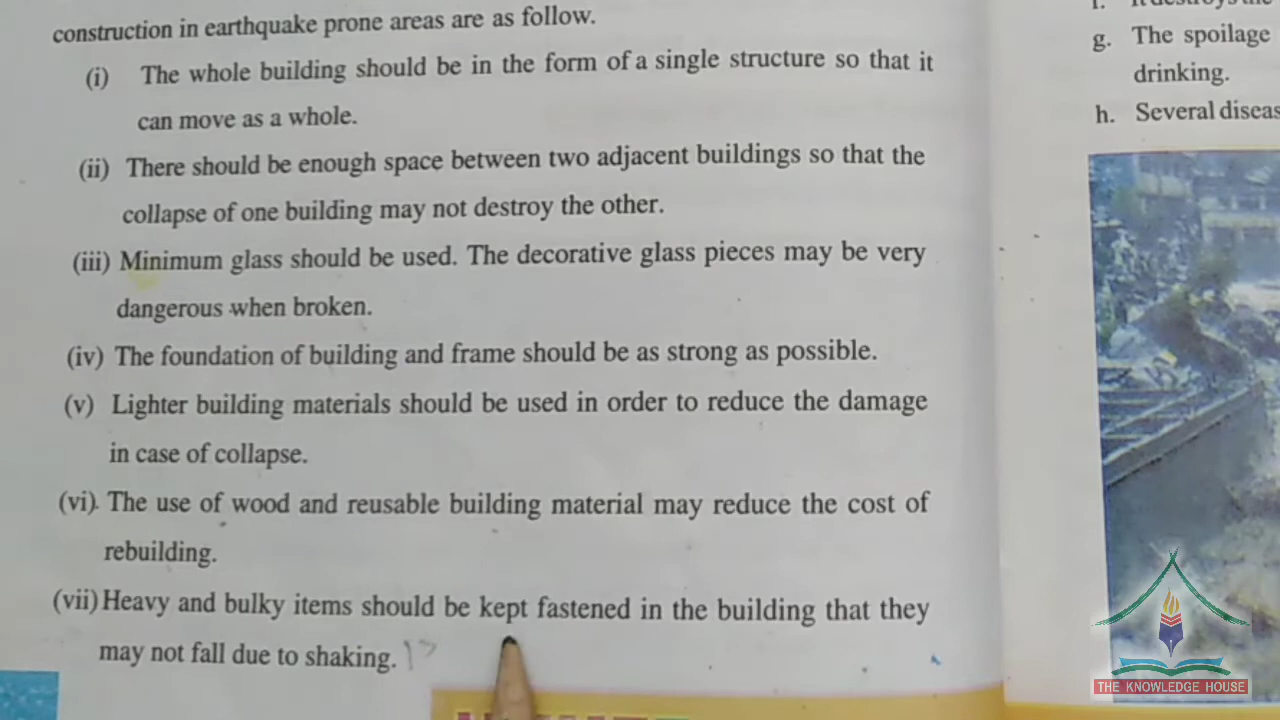 construction in earthquake prone areas are as follow.
(i) The whole building should be in the form of a single structure so that it
can move as a whole.
(ii) There should be enough space between two adjacent buildings so that the
collapse of one building may not destroy the other.
(iii) Minimum glass should be used. The decorative glass pieces may be very
dangerous when broken.
(iv) The foundation of building and frame should be as strong as possible.
(v) Lighter building materials should be used in order to reduce the damage
in case of collapse.
(vi). The use of wood and reusable building material may reduce the cost of
rebuilding.
(vii) Heavy and bulky items should be kept fastened in the building that they
may not fall due to shaking.
g. The spoilage
drinking.
h. Several
THE KNOWLEDGE HOUSE